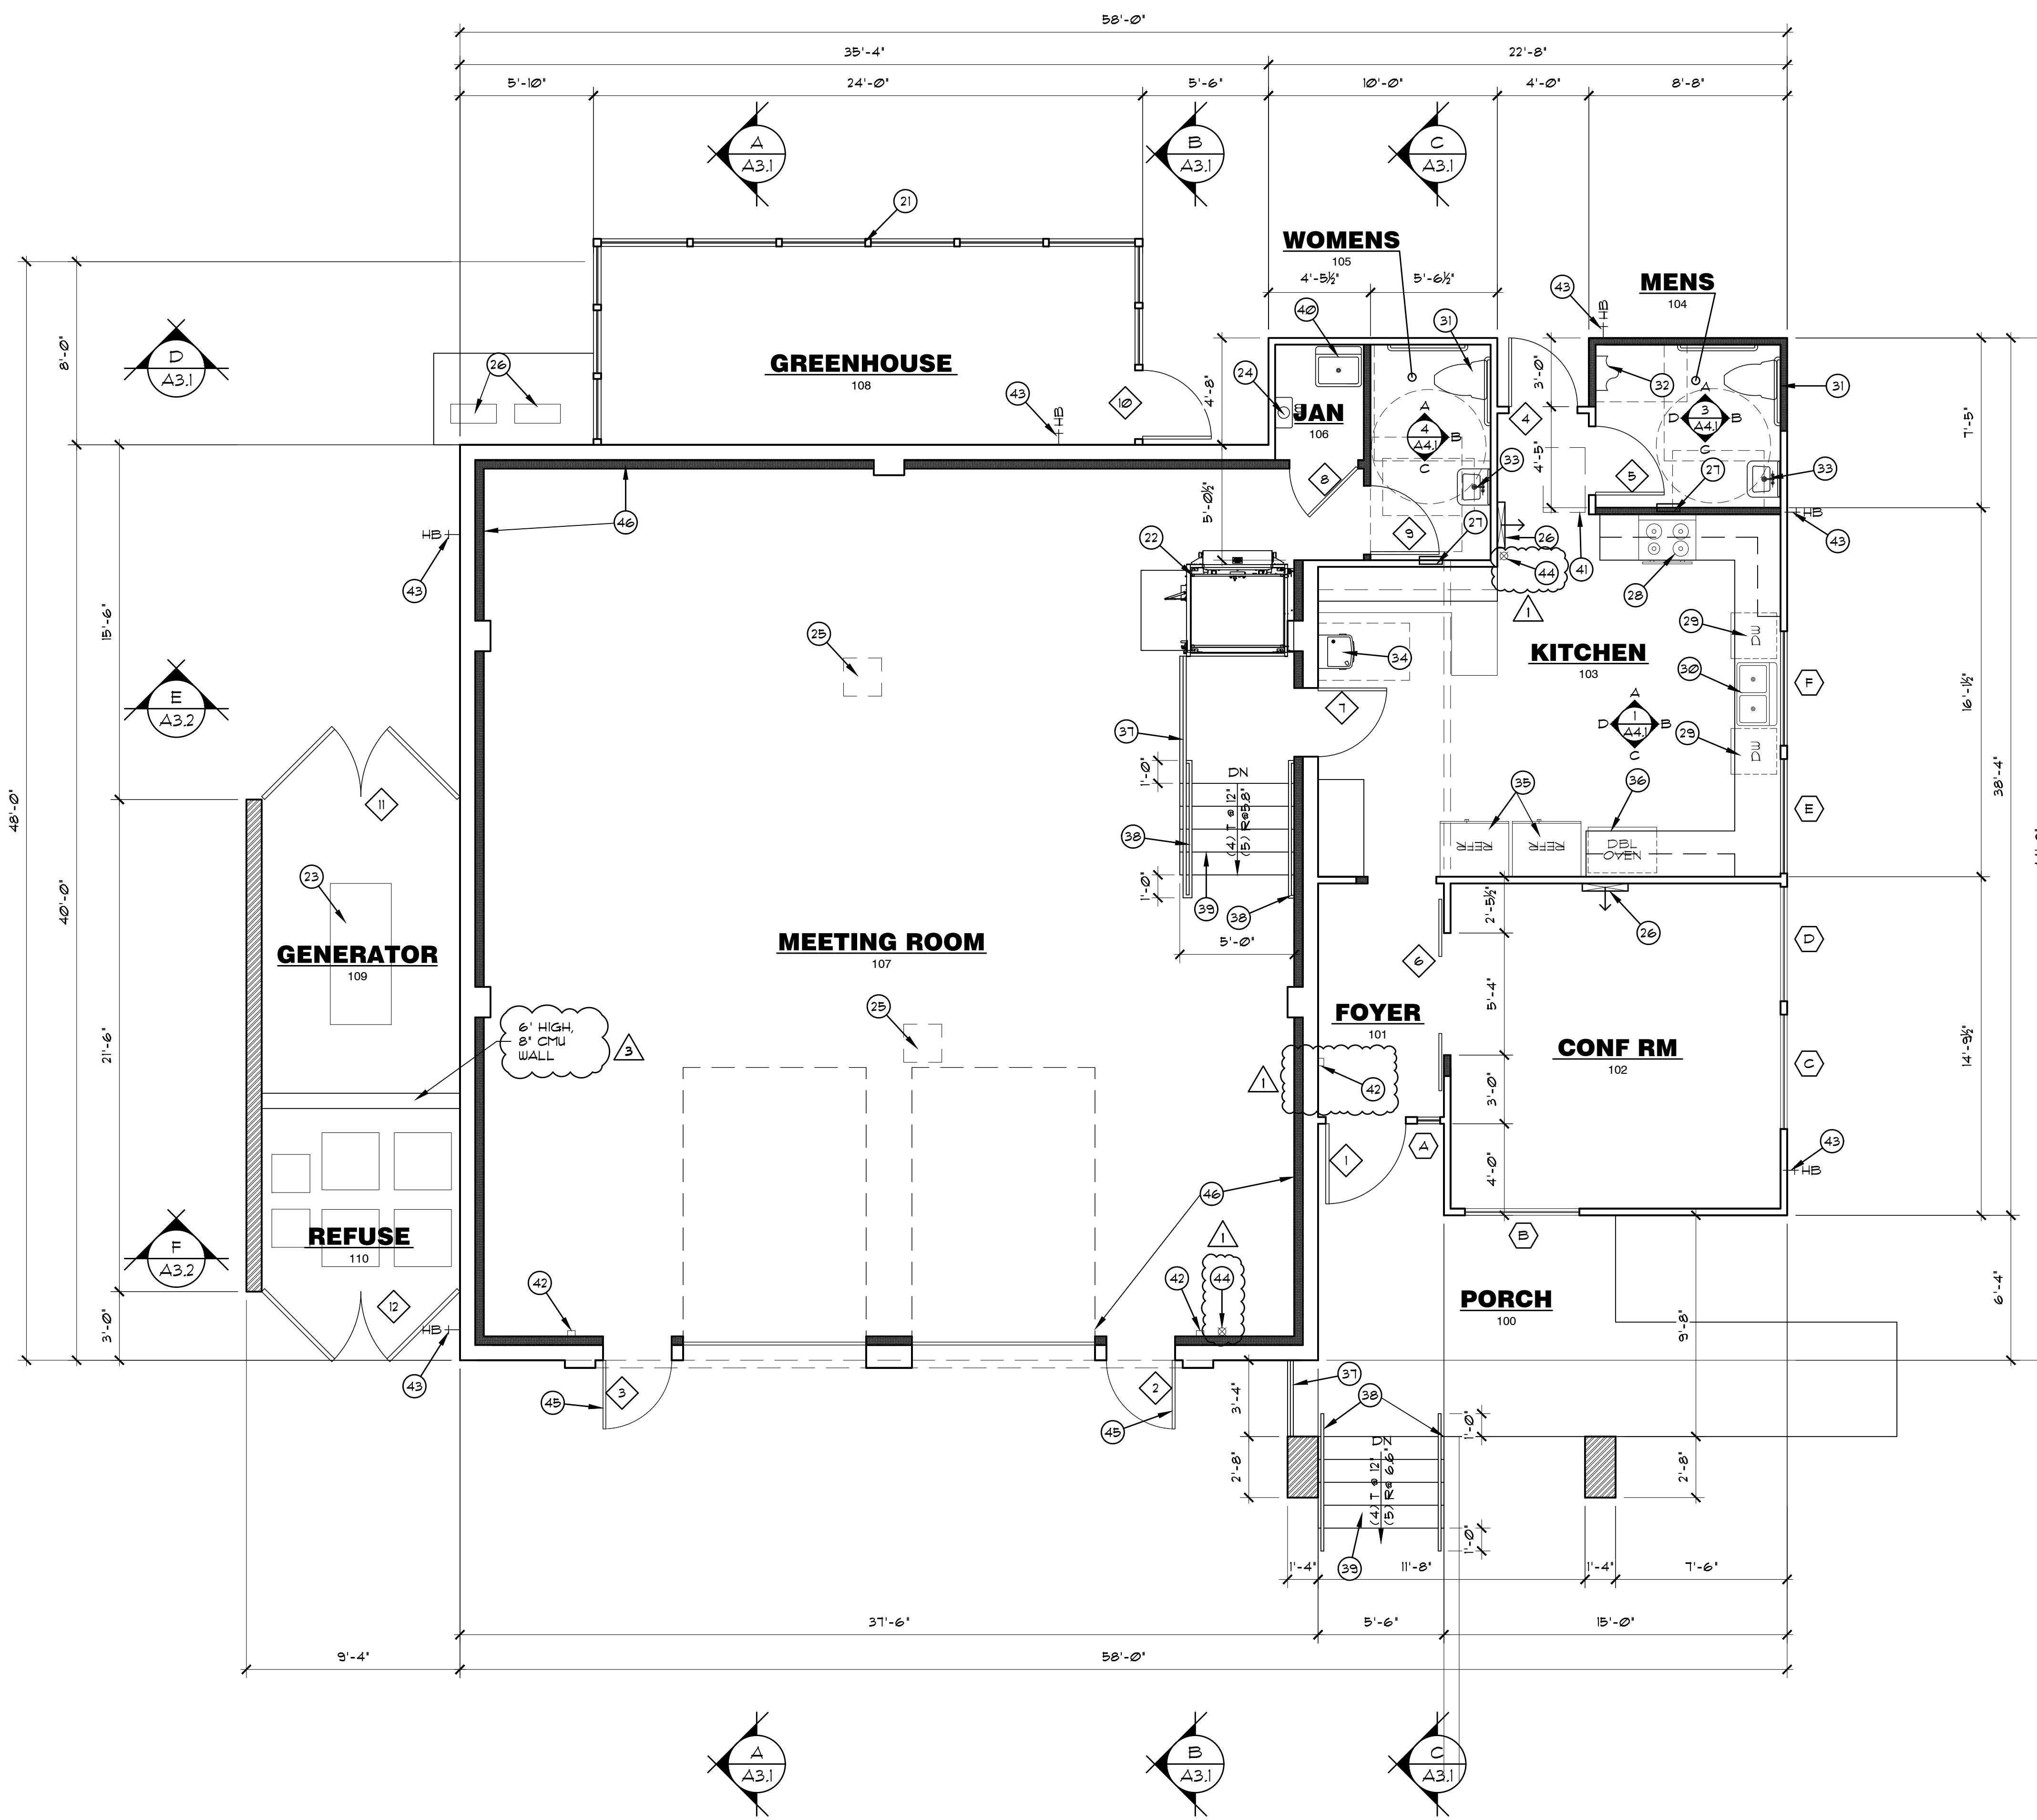 58'-0"
35'-4"
22'-8"
5'-10"
24'-0"
5'-6"
10'-0"
4'-0"
8'-8"
A
A3.1
B
A3.1
C
A3.1
21
WOMENS
105
4'-5½"
5'-6½"
MENS
104
43
HB
40
31
8'-0"
D
A3.1
26
GREENHOUSE
108
43
HB
10
4'-8"
24
JAN
106
A
4
A4.1
B
C
3'-0"
4
32
A
3
A4.1
D
B
C
31
7'-5"
33
4'-5"
5
27
33
8
9
27
26
44
1
41
HB
43
46
5'-0½"
HB
43
22
28
15'-6"
25
34
KITCHEN
103
29
DW
30
F
16'-1½"
E
A3.2
7
A
1
A4.1
D
B
C
29
DW
37
1'-0"
DN
(4) T @ 12"
(5) R@5.8"
38
1'-0"
39
38
5'-0"
35
REFR
REFR
36
DBL
OVEN
E
38'-4"
48'-0"
40'-0"
11
23
GENERATOR
109
MEETING ROOM
107
25
2'-5½"
26
D
6
5'-4"
FOYER
101
CONF RM
102
C
14'-9½"
21'-6"
6' HIGH,
8" CMU
WALL
3
1
42
3'-0"
A
1
4'-0"
43
HB
46
B
1
F
A3.2
REFUSE
110
12
42
42
44
PORCH
100
9'-8"
6'-4"
3'-0"
HB
43
3
45
2
45
3'-4"
2'-8"
37
38
1'-0"
DN
(4) T @ 12"
(5) R@ 6.6"
1'-0"
2'-8"
39
1'-4"
11'-8"
1'-4"
7'-6"
37'-6"
5'-6"
15'-0"
9'-4"
58'-0"
A
A3.1
B
A3.1
C
A3.1